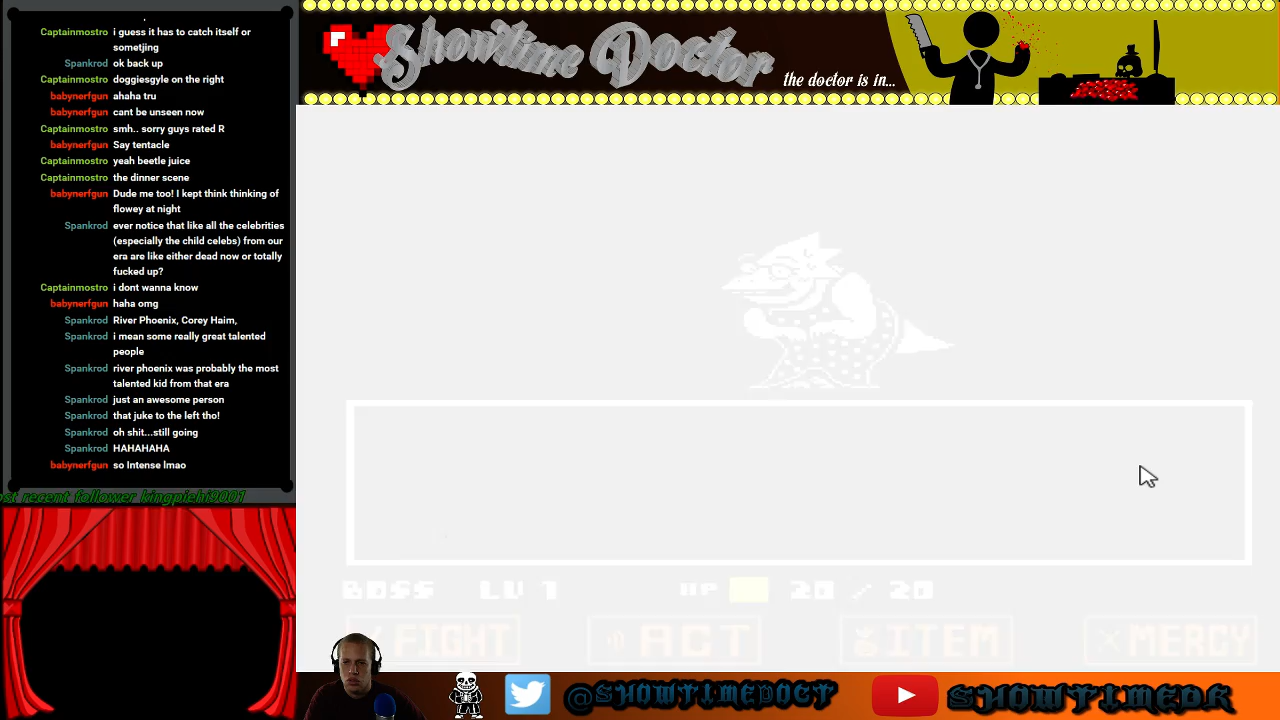 Captainmostro i guess it has to catch itself or
sometjing
Spankrod ok back up
Captainmostro doggiesgyle on the right
babynerfgun ahaha tru
babynerfgun cant be unseen now
Captainmostro smh.. sorry guys rated R
babynerfgun Say tentacle
Captainmostro yeah beetle juice
Captainmostro the dinner scene
babynerfgun Dude me too! I kept think thinking of
flowey at night
Spankrod ever notice that like all the celebrities
(especially the child celebs) from our
era are like either dead now or totally
fucked up?
Captainmostro i dont wanna know
babynerfgun haha omg
Spankrod River Phoenix, Corey Haim,
Spankrod i mean some really great talented
people
Spankrod river phoenix was probably the most
talented kid from that era
Spankrod just an awesome person
Spankrod that juke to the left tho!
Spankrod oh shit...still going
Spankrod HAHAHAHA
babynerfgun so Intense lmao
ost recent follower kingpiehi9001
Showtime Doctor
the doctor is in...
BOSS LV 1 HP 20 / 20
FIGHT ACT ITEM MERCY
@SHOWTIMEDOCT SHOWTIMEDR